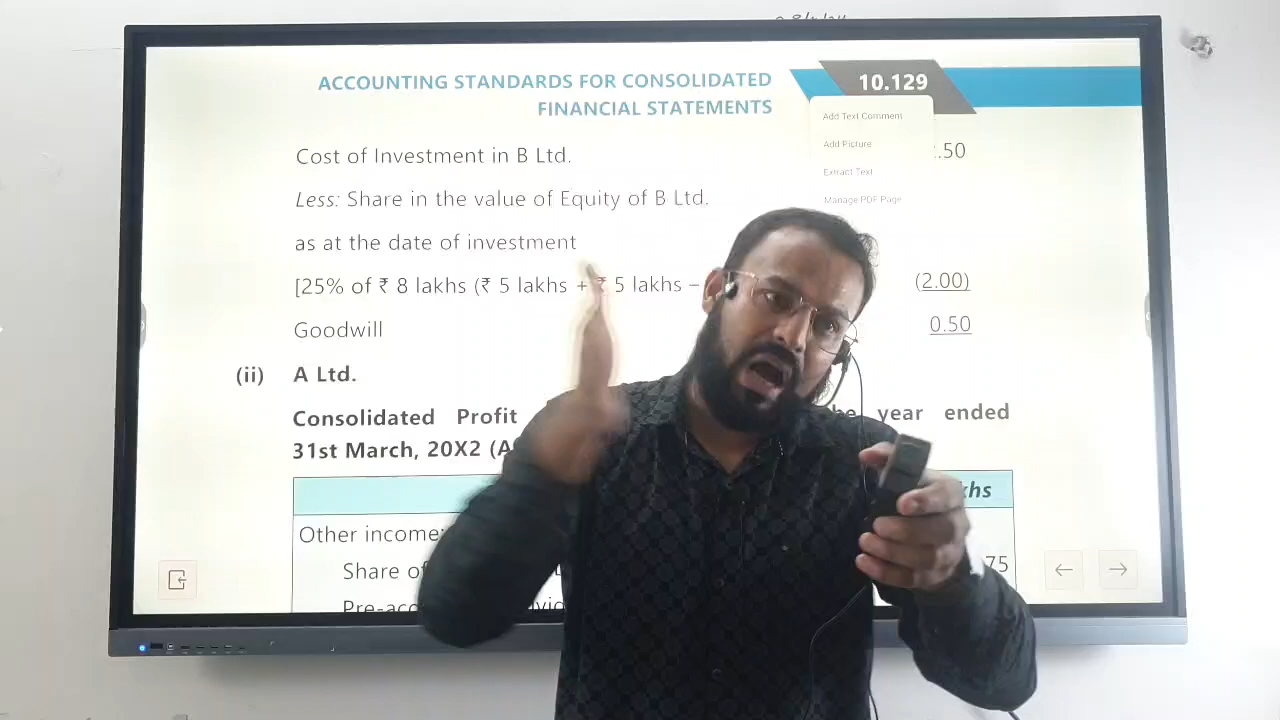 ACCOUNTING STANDARDS FOR CONSOLIDATED
FINANCIAL STATEMENTS
10.129
Add Text Comment
Add Picture
Extract Text
Manage PDF Page
Cost of Investment in B Ltd. .50
Less: Share in the value of Equity of B Ltd.
as at the date of investment
[25% of ₹ 8 lakhs (₹ 5 lakhs + ₹ 5 lakhs – (2.00)
Goodwill 0.50
(ii) A Ltd.
Consolidated Profit year ended
31st March, 20X2
Other income:
Share of 75